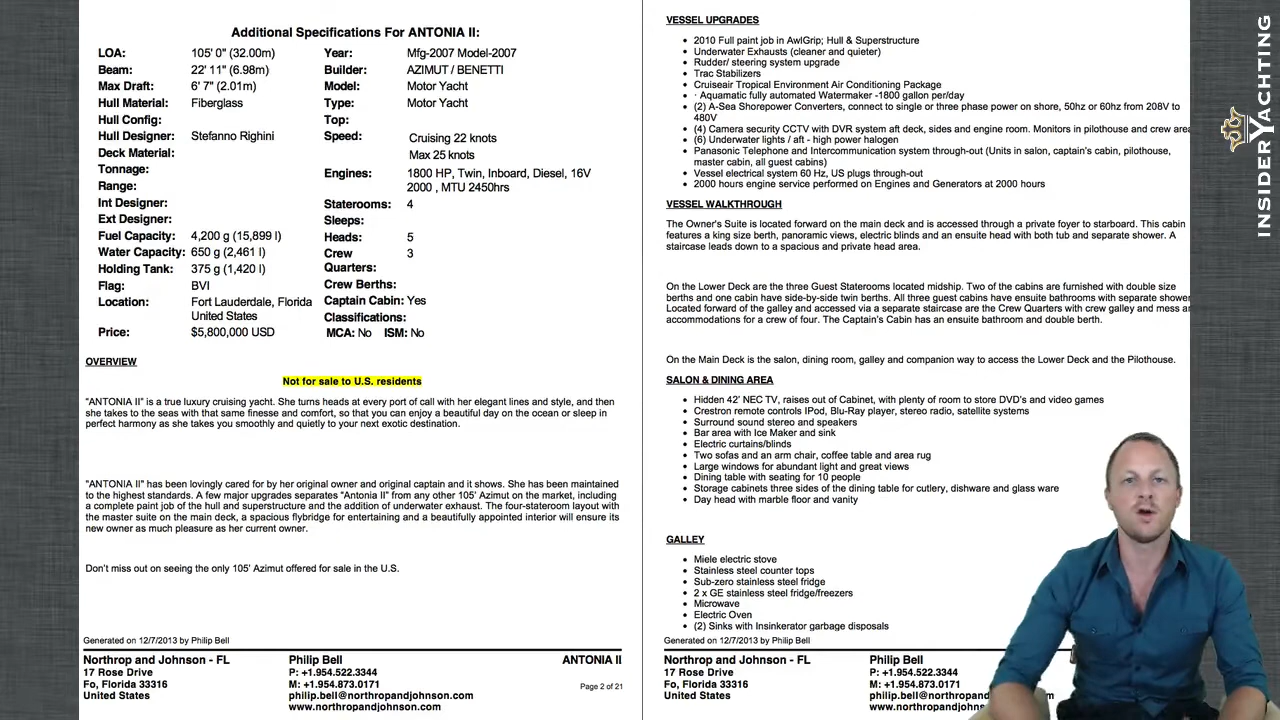 Additional Specifications For ANTONIA II:
LOA: 105' 0" (32.00m) Year: Mfg-2007 Model-2007
Beam: 22' 11" (6.98m) Builder: AZIMUT / BENETTI
Max Draft: 6' 7" (2.01m) Model: Motor Yacht
Hull Material: Fiberglass Type: Motor Yacht
Hull Config: Top:
Hull Designer: Stefanno Righini Speed: Cruising 22 knots
Deck Material: Max 25 knots
Tonnage: Engines: 1800 HP, Twin, Inboard, Diesel, 16V
Range: 2000 , MTU 2450hrs
Int Designer: Staterooms: 4
Ext Designer: Sleeps:
Fuel Capacity: 4,200 g (15,899 l) Heads: 5
Water Capacity: 650 g (2,461 l) Crew 3
Holding Tank: 375 g (1,420 l) Quarters:
Flag: BVI Crew Berths:
Location: Fort Lauderdale, Florida Captain Cabin: Yes
United States Classifications:
Price: $5,800,000 USD MCA: No ISM: No
OVERVIEW
Not for sale to U.S. residents
"ANTONIA II" is a true luxury cruising yacht. She turns heads at every port of call with her elegant lines and style, and then
she takes to the seas with that same finesse and comfort, so that you can enjoy a beautiful day on the ocean or sleep in
perfect harmony as she takes you smoothly and quietly to your next exotic destination.
"ANTONIA II" has been lovingly cared for by her original owner and original captain and it shows. She has been maintained
to the highest standards. A few major upgrades separates "Antonia II" from any other 105' Azimut on the market, including
a complete paint job of the hull and superstructure and the addition of underwater exhaust. The four-stateroom layout with
the master suite on the main deck, a spacious flybridge for entertaining and a beautifully appointed interior will ensure its
new owner as much pleasure as her current owner.
Don't miss out on seeing the only 105' Azimut offered for sale in the U.S.
Generated on 12/7/2013 by Philip Bell
Northrop and Johnson - FL Philip Bell ANTONIA II
17 Rose Drive P: +1.954.522.3344
Fo, Florida 33316 M: +1.954.873.0171 Page 2 of 21
United States philip.bell@northropandjohnson.com
www.northropandjohnson.com
VESSEL UPGRADES
• 2010 Full paint job in AwlGrip; Hull & Superstructure
• Underwater Exhausts (cleaner and quieter)
• Rudder/ steering system upgrade
• Trac Stabilizers
• Cruiseair Tropical Environment Air Conditioning Package
• · Aquamatic fully automated Watermaker -1800 gallon per/day
• (2) A-Sea Shorepower Converters, connect to single or three phase power on shore, 50hz or 60hz from 208V to
480V
• (4) Camera security CCTV with DVR system aft deck, sides and engine room. Monitors in pilothouse and crew area
• (6) Underwater lights / aft - high power halogen
• Panasonic Telephone and Intercommunication system through-out (Units in salon, captain's cabin, pilothouse,
master cabin, all guest cabins)
• Vessel electrical system 60 Hz, US plugs through-out
• 2000 hours engine service performed on Engines and Generators at 2000 hours
VESSEL WALKTHROUGH
The Owner's Suite is located forward on the main deck and is accessed through a private foyer to starboard. This cabin
features a king size berth, panoramic views, electric blinds and an ensuite head with both tub and separate shower. A
staircase leads down to a spacious and private head area.
On the Lower Deck are the three Guest Staterooms located midship. Two of the cabins are furnished with double size
berths and one cabin have side-by-side twin berths. All three guest cabins have ensuite bathrooms with separate shower
Located forward of the galley and accessed via a separate staircase are the Crew Quarters with crew galley and mess
accommodations for a crew of four. The Captain's Cabin has an ensuite bathroom and double berth.
On the Main Deck is the salon, dining room, galley and companion way to access the Lower Deck and the Pilothouse.
SALON & DINING AREA
• Hidden 42' NEC TV, raises out of Cabinet, with plenty of room to store DVD's and video games
• Crestron remote controls IPod, Blu-Ray player, stereo radio, satellite systems
• Surround sound stereo and speakers
• Bar area with Ice Maker and sink
• Electric curtains/blinds
• Two sofas and an arm chair, coffee table and area rug
• Large windows for abundant light and great views
• Dining table with seating for 10 people
• Storage cabinets three sides of the dining table for cutlery, dishware and glass ware
• Day head with marble floor and vanity
GALLEY
• Miele electric stove
• Stainless steel counter tops
• Sub-zero stainless steel fridge
• 2 x GE stainless steel fridge/freezers
• Microwave
• Electric Oven
• (2) Sinks with Insinkerator garbage disposals
Generated on 12/7/2013 by Philip Bell
Northrop and Johnson - FL Philip Bell
17 Rose Drive P: +1.954.522.3344
Fo, Florida 33316 M: +1.954.873.0171
United States philip.bell@northropand
www.northropandjohnson
INSIDER YACHTING